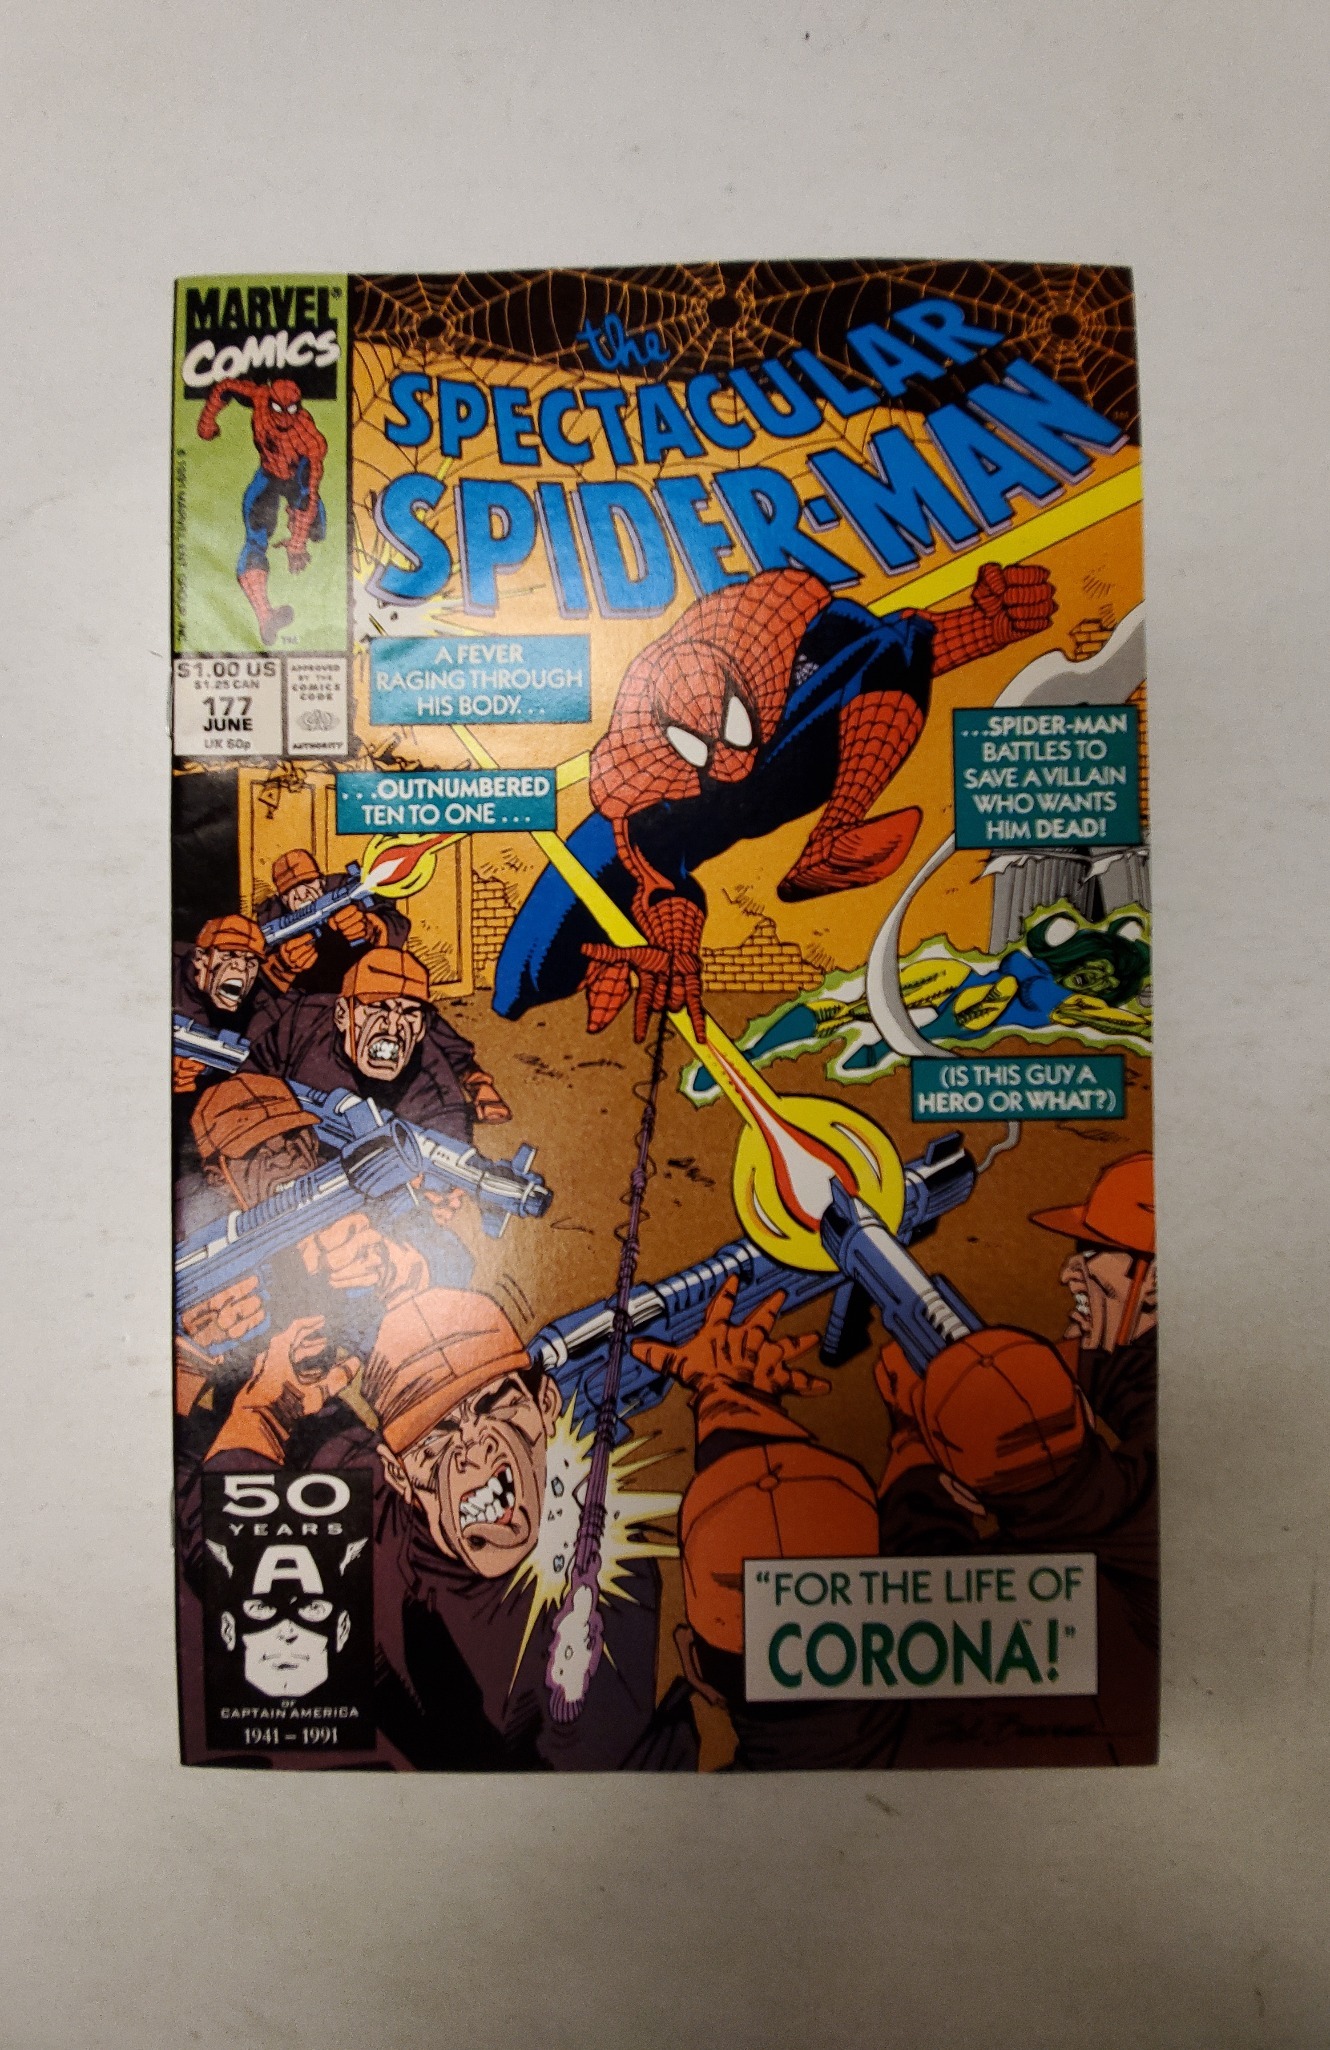 MARVEL®
COMICS
™
the
SPECTACULAR
SPIDER-MAN
$1.00 US
$1.25 CAN
177
JUNE
UK 60p
APPROVED
BY THE
COMICS
CODE
AUTHORITY
A FEVER
RAGING THROUGH
HIS BODY...
...OUTNUMBERED
TEN TO ONE...
...SPIDER-MAN
BATTLES TO
SAVE A VILLAIN
WHO WANTS
HIM DEAD!
(IS THIS GUY A
HERO OR WHAT?)
50
YEARS
A
OF
CAPTAIN AMERICA
1941 – 1991
"FOR THE LIFE OF
CORONA™!"